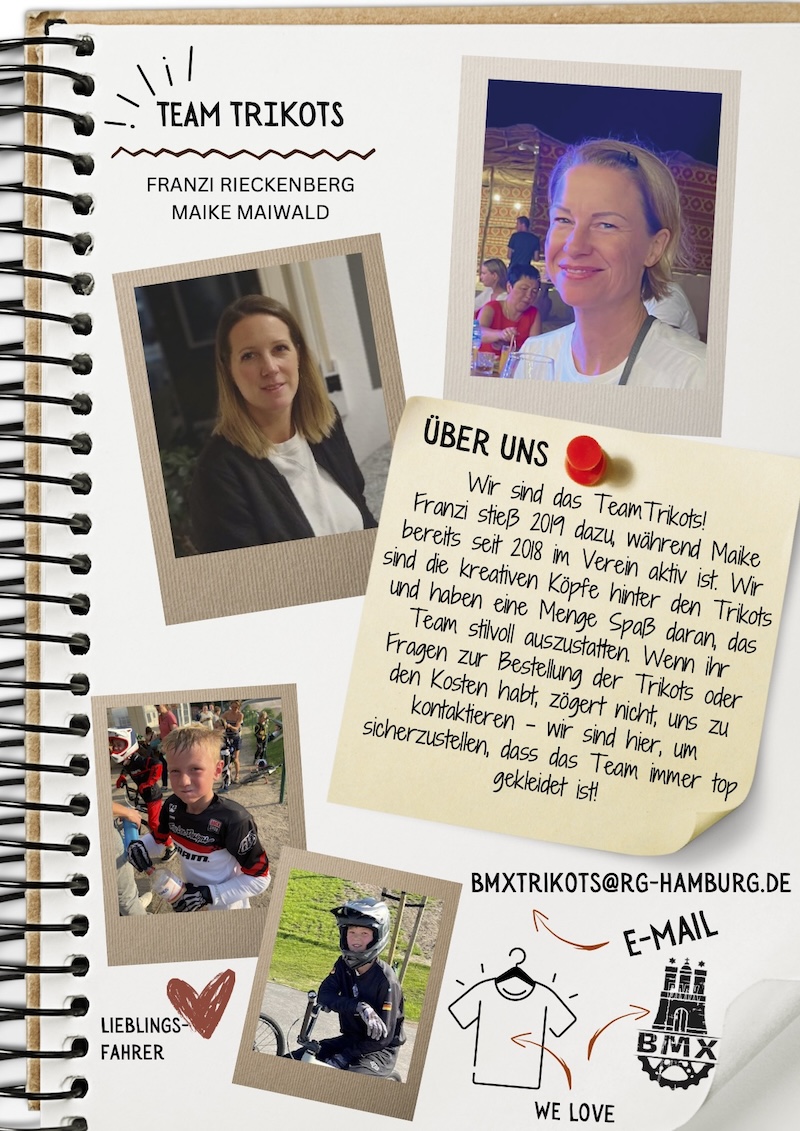 TEAM TRIKOTS
FRANZI RIECKENBERG
MAIKE MAIWALD
ÜBER UNS
Wir sind das TeamTrikots!
Franzi stieß 2019 dazu, während Maike
bereits seit 2018 im Verein aktiv ist. Wir
sind die kreativen Köpfe hinter den Trikots
und haben eine Menge Spaß daran, das
Team stilvoll auszustatten. Wenn ihr
Fragen zur Bestellung der Trikots oder
den Kosten habt, zögert nicht, uns zu
kontaktieren – wir sind hier, um
sicherzustellen, dass das Team immer top
gekleidet ist!
BMXTRIKOTS@RG-HAMBURG.DE
E-MAIL
LIEBLINGS-
FAHRER
BMX
WE LOVE